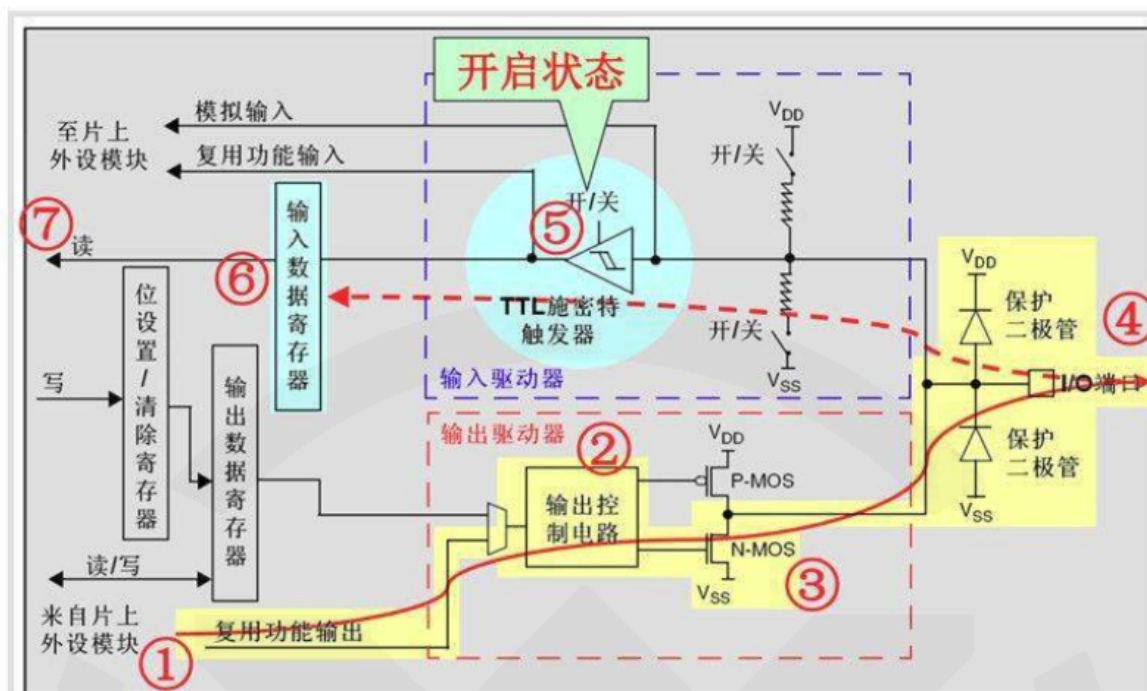 开启状态
模拟输入
至片上
外设模块
复用功能输入
V_DD
开/关
开/关
⑤
⑦
读
⑥
输入数据寄存器
TTL施密特
触发器
开/关
V_SS
输入驱动器
V_DD
保护
二极管
④
I/O端口
保护
二极管
V_SS
位设置/清除寄存器
写
输出数据寄存器
读/写
输出驱动器
②
V_DD
P-MOS
输出控
制电路
N-MOS
V_SS
③
来自片上
外设模块
①
复用功能输出